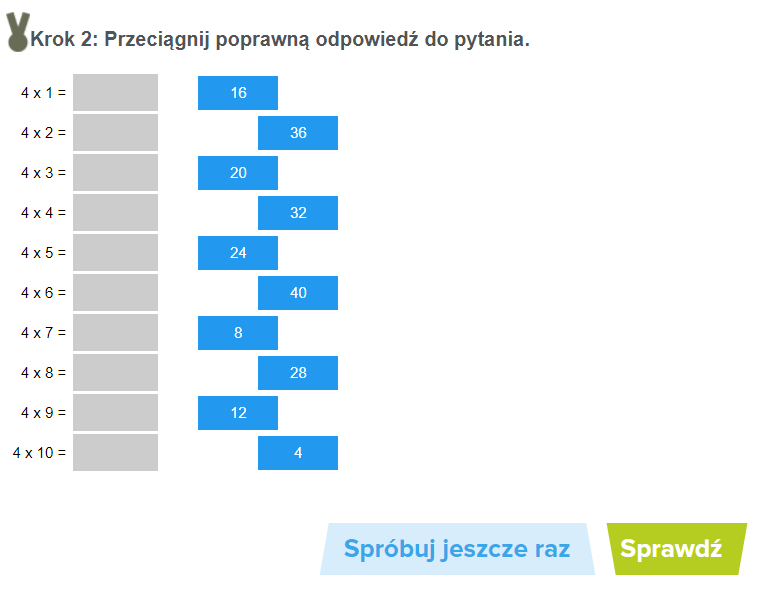 Krok 2: Przeciągnij poprawną odpowiedź do pytania.
4 x 1 = 16
4 x 2 = 36
4 x 3 = 20
4 x 4 = 32
4 x 5 = 24
4 x 6 = 40
4 x 7 = 8
4 x 8 = 28
4 x 9 = 12
4 x 10 = 4
Spróbuj jeszcze raz Sprawdź